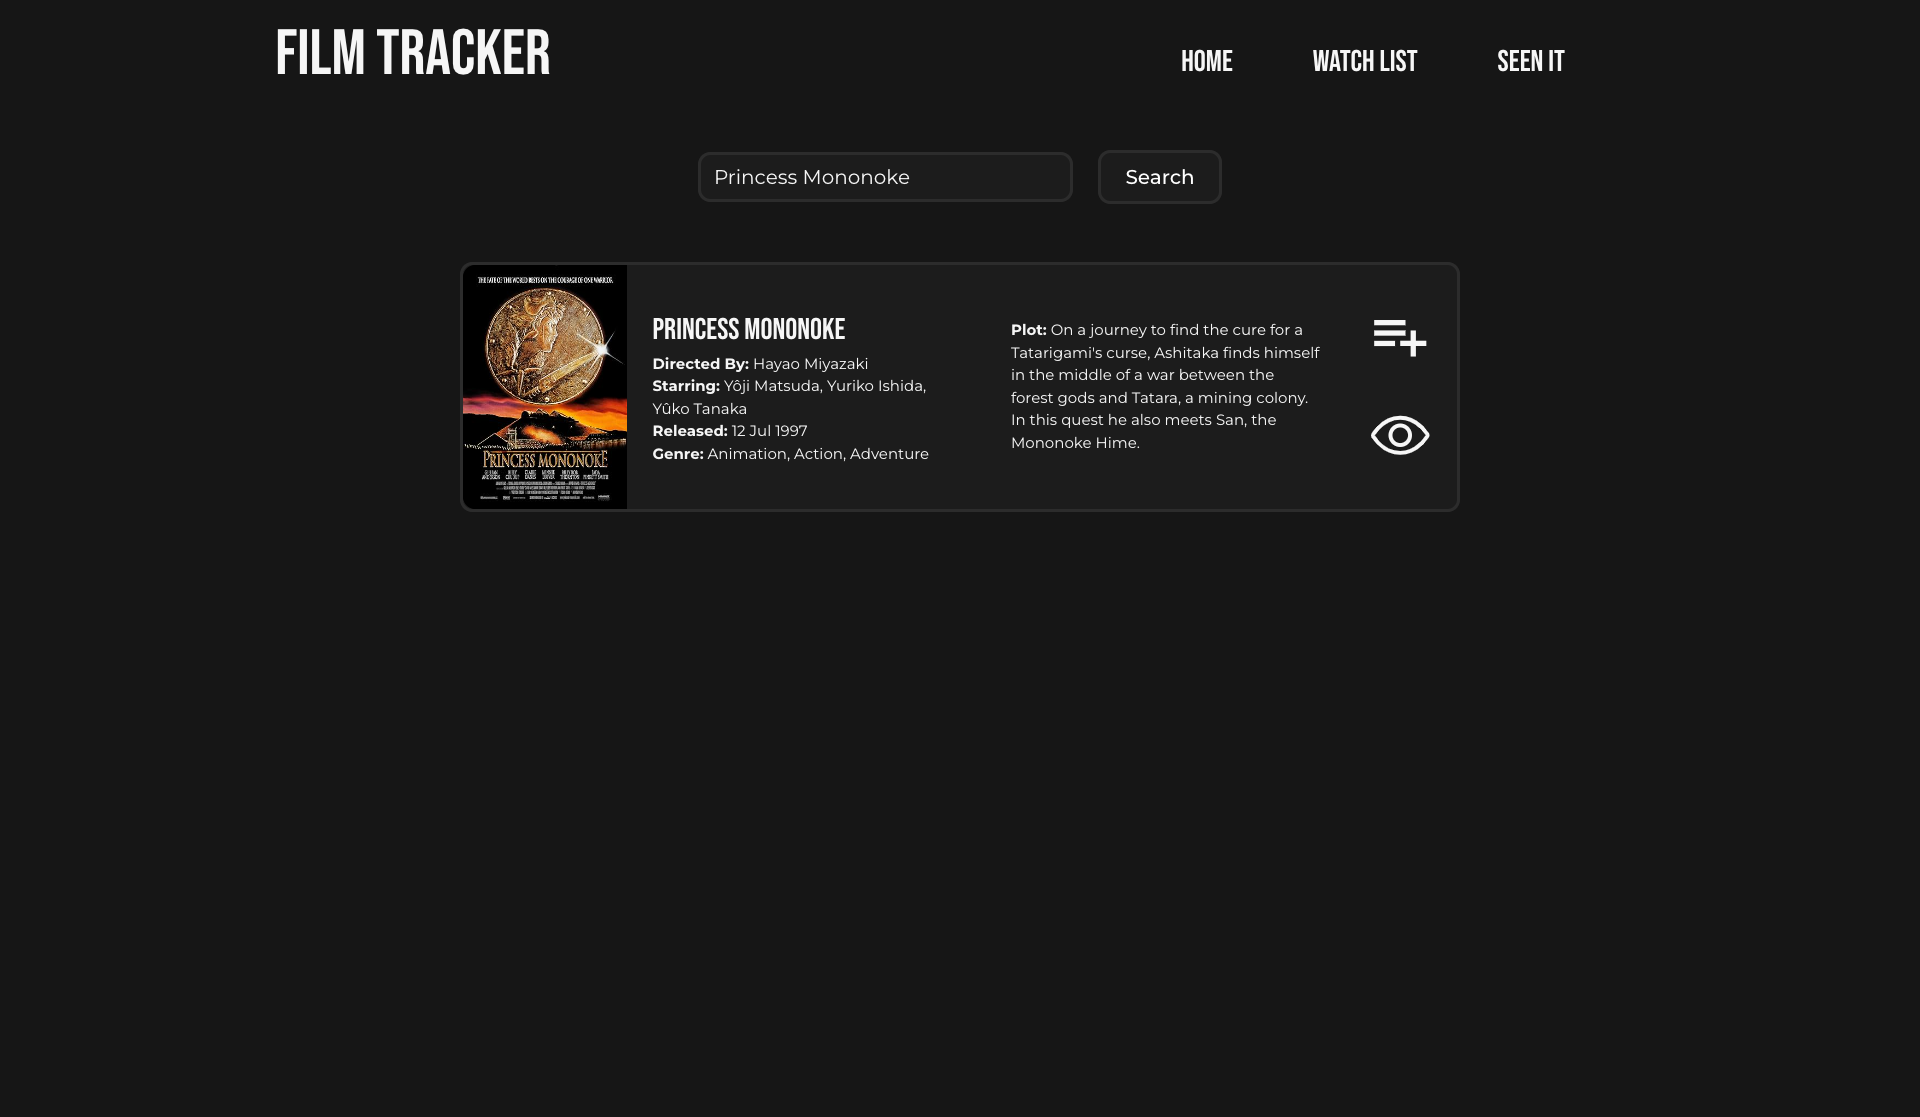 FILM TRACKER
HOME
WATCH LIST
SEEN IT
Princess Mononoke
Search
THE FATE OF THE WORLD RESTS ON THE COURAGE OF ONE WARRIOR.
PRINCESS MONONOKE
PRINCESS MONONOKE
Directed By: Hayao Miyazaki
Starring: Yôji Matsuda, Yuriko Ishida,
Yûko Tanaka
Released: 12 Jul 1997
Genre: Animation, Action, Adventure
Plot: On a journey to find the cure for a
Tatarigami's curse, Ashitaka finds himself
in the middle of a war between the
forest gods and Tatara, a mining colony.
In this quest he also meets San, the
Mononoke Hime.